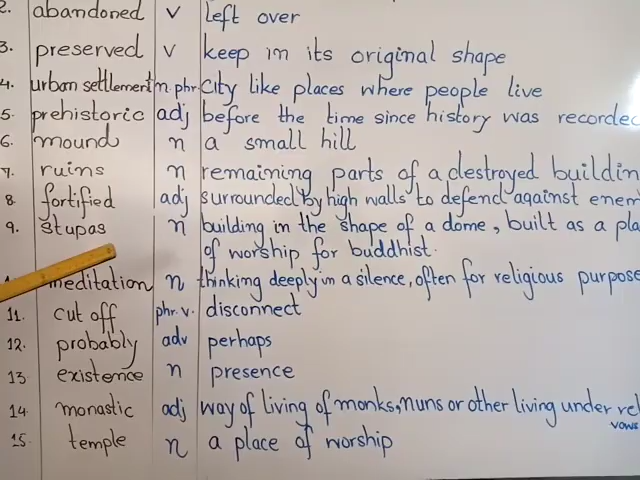 2. abandoned v left over
3. preserved v keep in its original shape
4. urban settlement n. phr. city like places where people live
5. prehistoric adj before the time since history was recorded
6. mound n a small hill
7. ruins n remaining parts of a destroyed buildin
8 fortified adj surrounded by high walls to defend against enem
9. stupas n building in the shape of a dome, built as a pla
of worship for buddhist.
meditation n thinking deeply in a silence, often for religious purpose
11. cut off phr. v. disconnect
12. probably adv perhaps
13 existence n presence
14. monastic adj way of living of monks, nuns or other living under rel
vows
15. temple n a place of worship